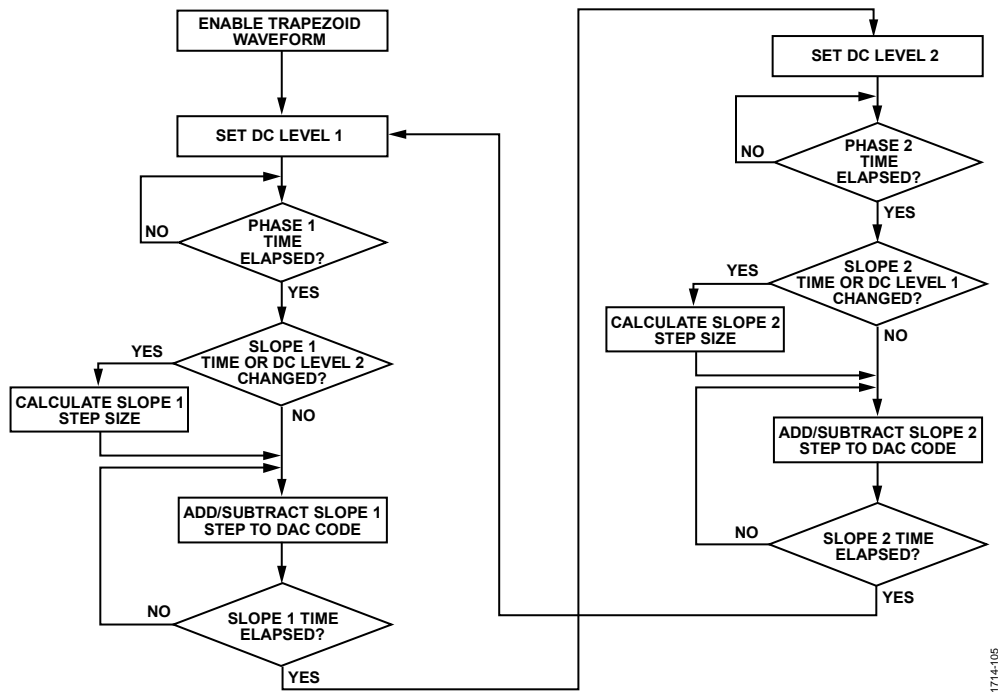 ENABLE TRAPEZOID
WAVEFORM
SET DC LEVEL 1
NO
PHASE 1
TIME
ELAPSED?
YES
YES
SLOPE 1
TIME OR DC LEVEL 2
CHANGED?
CALCULATE SLOPE 1
STEP SIZE
NO
ADD/SUBTRACT SLOPE 1
STEP TO DAC CODE
NO
SLOPE 1 TIME
ELAPSED?
YES
SET DC LEVEL 2
NO
PHASE 2
TIME
ELAPSED?
YES
YES
SLOPE 2
TIME OR DC LEVEL 1
CHANGED?
CALCULATE SLOPE 2
STEP SIZE
NO
ADD/SUBTRACT SLOPE 2
STEP TO DAC CODE
NO
SLOPE 2 TIME
ELAPSED?
YES
1714-105